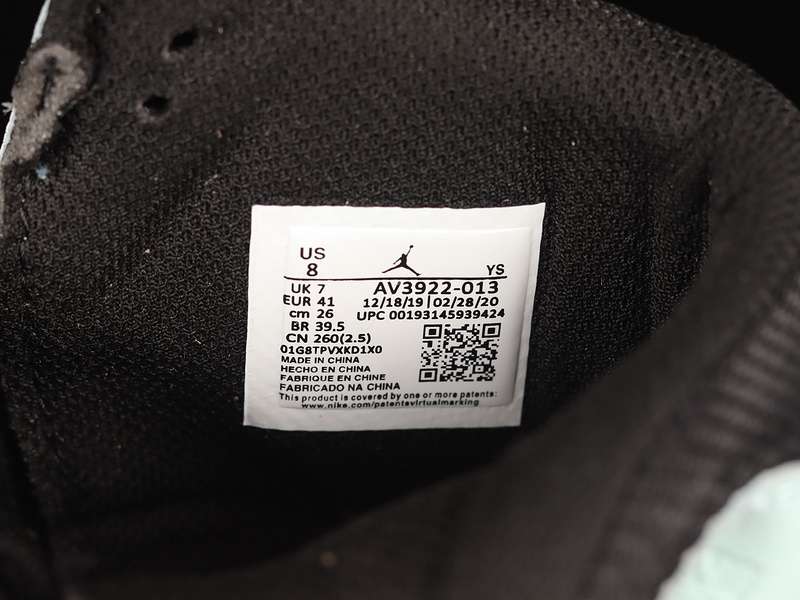 US
8
YS
UK 7 AV3922-013
EUR 41 12/18/19|02/28/20
cm 26 UPC 00193145939424
BR 39.5
CN 260(2.5)
01G8TPVXKD1X0
MADE IN CHINA
HECHO EN CHINA
FABRIQUE EN CHINE
FABRICADO NA CHINA
This product is covered by one or more patents:
www.nike.com/patentsvirtualmarking